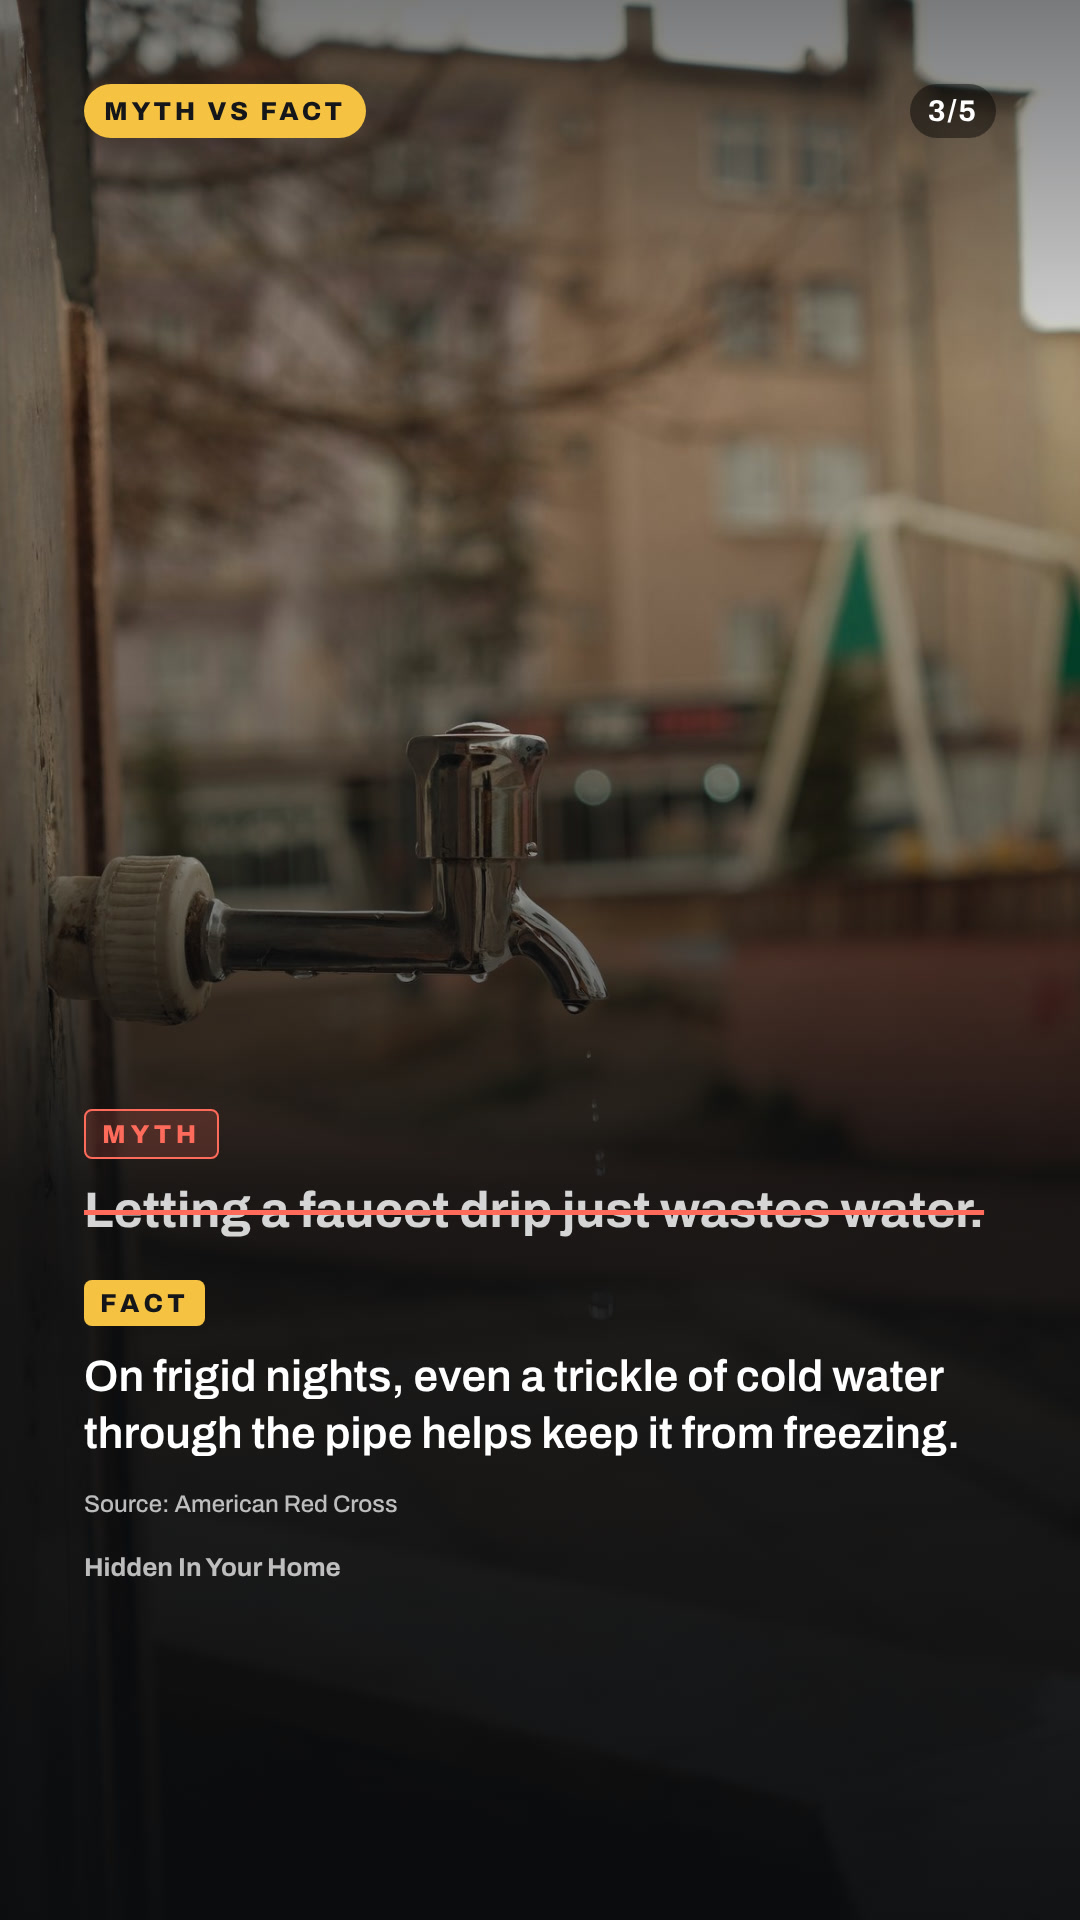 MYTH VS FACT
3/5
MYTH
Letting a faucet drip just wastes water.
FACT
On frigid nights, even a trickle of cold water
through the pipe helps keep it from freezing.
Source: American Red Cross
Hidden In Your Home